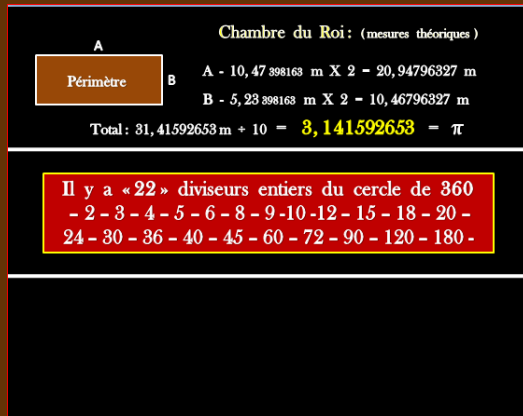 Chambre du Roi: (mesures théoriques)
A
Périmètre
B
A - 10,47 398163 m X 2 - 20,94796327 m
B - 5,23 398163 m X 2 - 10,46796327 m
Total: 31,41592653 m ÷ 10 = 3,141592653 = π
Il y a « 22 » diviseurs entiers du cercle de 360
- 2 - 3 - 4 - 5 - 6 - 8 - 9 -10 -12 - 15 - 18 - 20 -
24 - 30 - 36 - 40 - 45 - 60 - 72 - 90 - 120 - 180 -